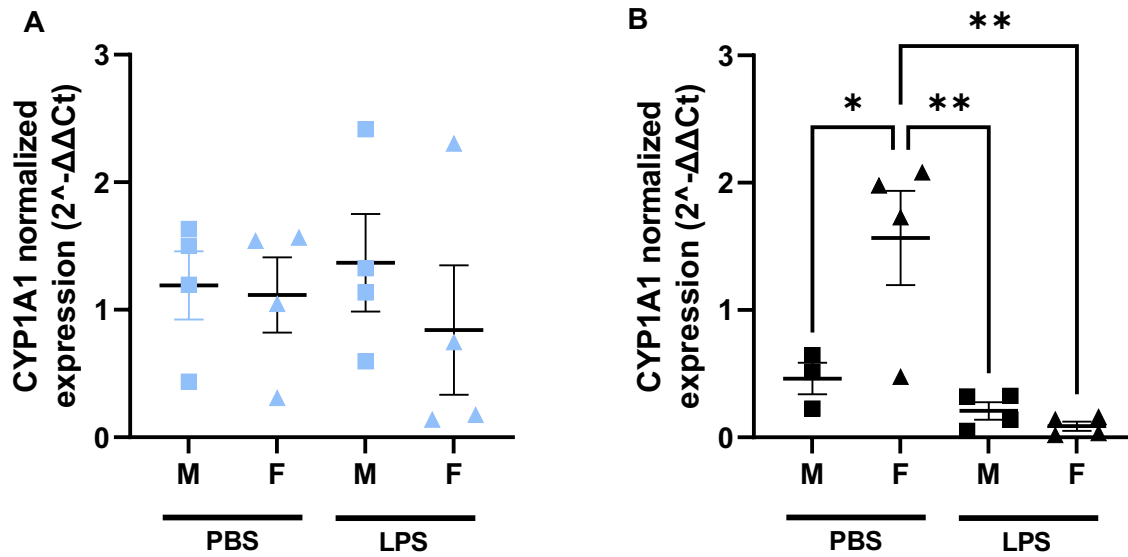 A
CYP1A1 normalized
expression (2^-ΔΔCt)
3
2
1
0
M
F
M
F
PBS
LPS
B
CYP1A1 normalized
expression (2^-ΔΔCt)
3
2
1
0
**
*
**
M
F
M
F
PBS
LPS